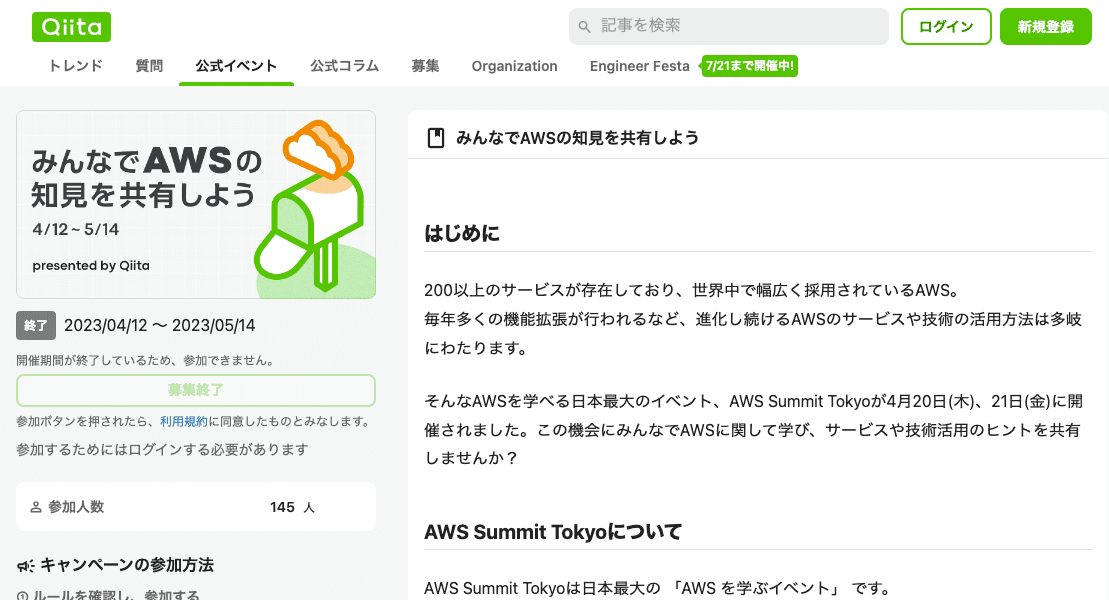 Qiita
記事を検索
ログイン
新規登録
トレンド
質問
公式イベント
公式コラム
募集
Organization
Engineer Festa
7/21まで開催中!
みんなでAWSの
知見を共有しよう
4/12 ~ 5/14
presented by Qiita
終了 2023/04/12 〜 2023/05/14
開催期間が終了しているため、参加できません。
募集終了
参加ボタンを押されたら、利用規約に同意したものとみなします。
参加するためにはログインする必要があります
参加人数 145 人
キャンペーンの参加方法
① ルールを確認し、参加する
みんなでAWSの知見を共有しよう
はじめに
200以上のサービスが存在しており、世界中で幅広く採用されているAWS。
毎年多くの機能拡張が行われるなど、進化し続けるAWSのサービスや技術の活用方法は多岐
にわたります。
そんなAWSを学べる日本最大のイベント、AWS Summit Tokyoが4月20日(木)、21日(金)に開
催されました。この機会にみんなでAWSに関して学び、サービスや技術活用のヒントを共有
しませんか？
AWS Summit Tokyoについて
AWS Summit Tokyoは日本最大の 「AWS を学ぶイベント」 です。